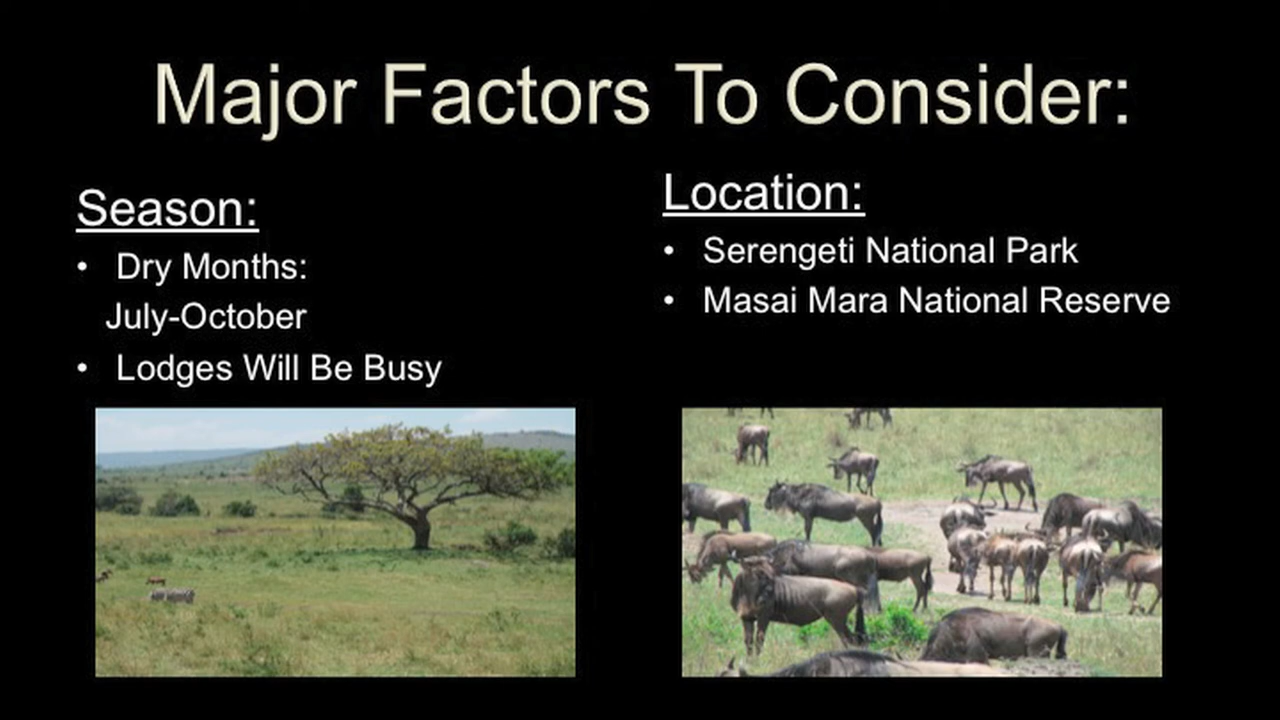 Major Factors To Consider:
Season:
• Dry Months:
July-October
• Lodges Will Be Busy
Location:
• Serengeti National Park
• Masai Mara National Reserve